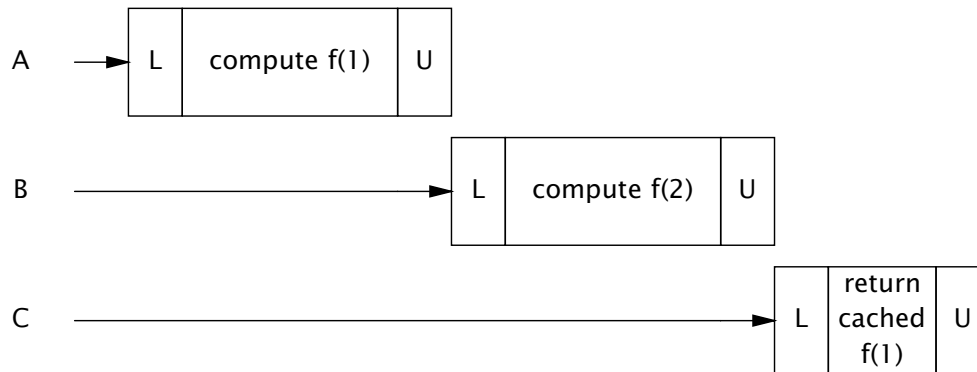 A L compute f(1) U
B L compute f(2) U
C L return cached f(1) U